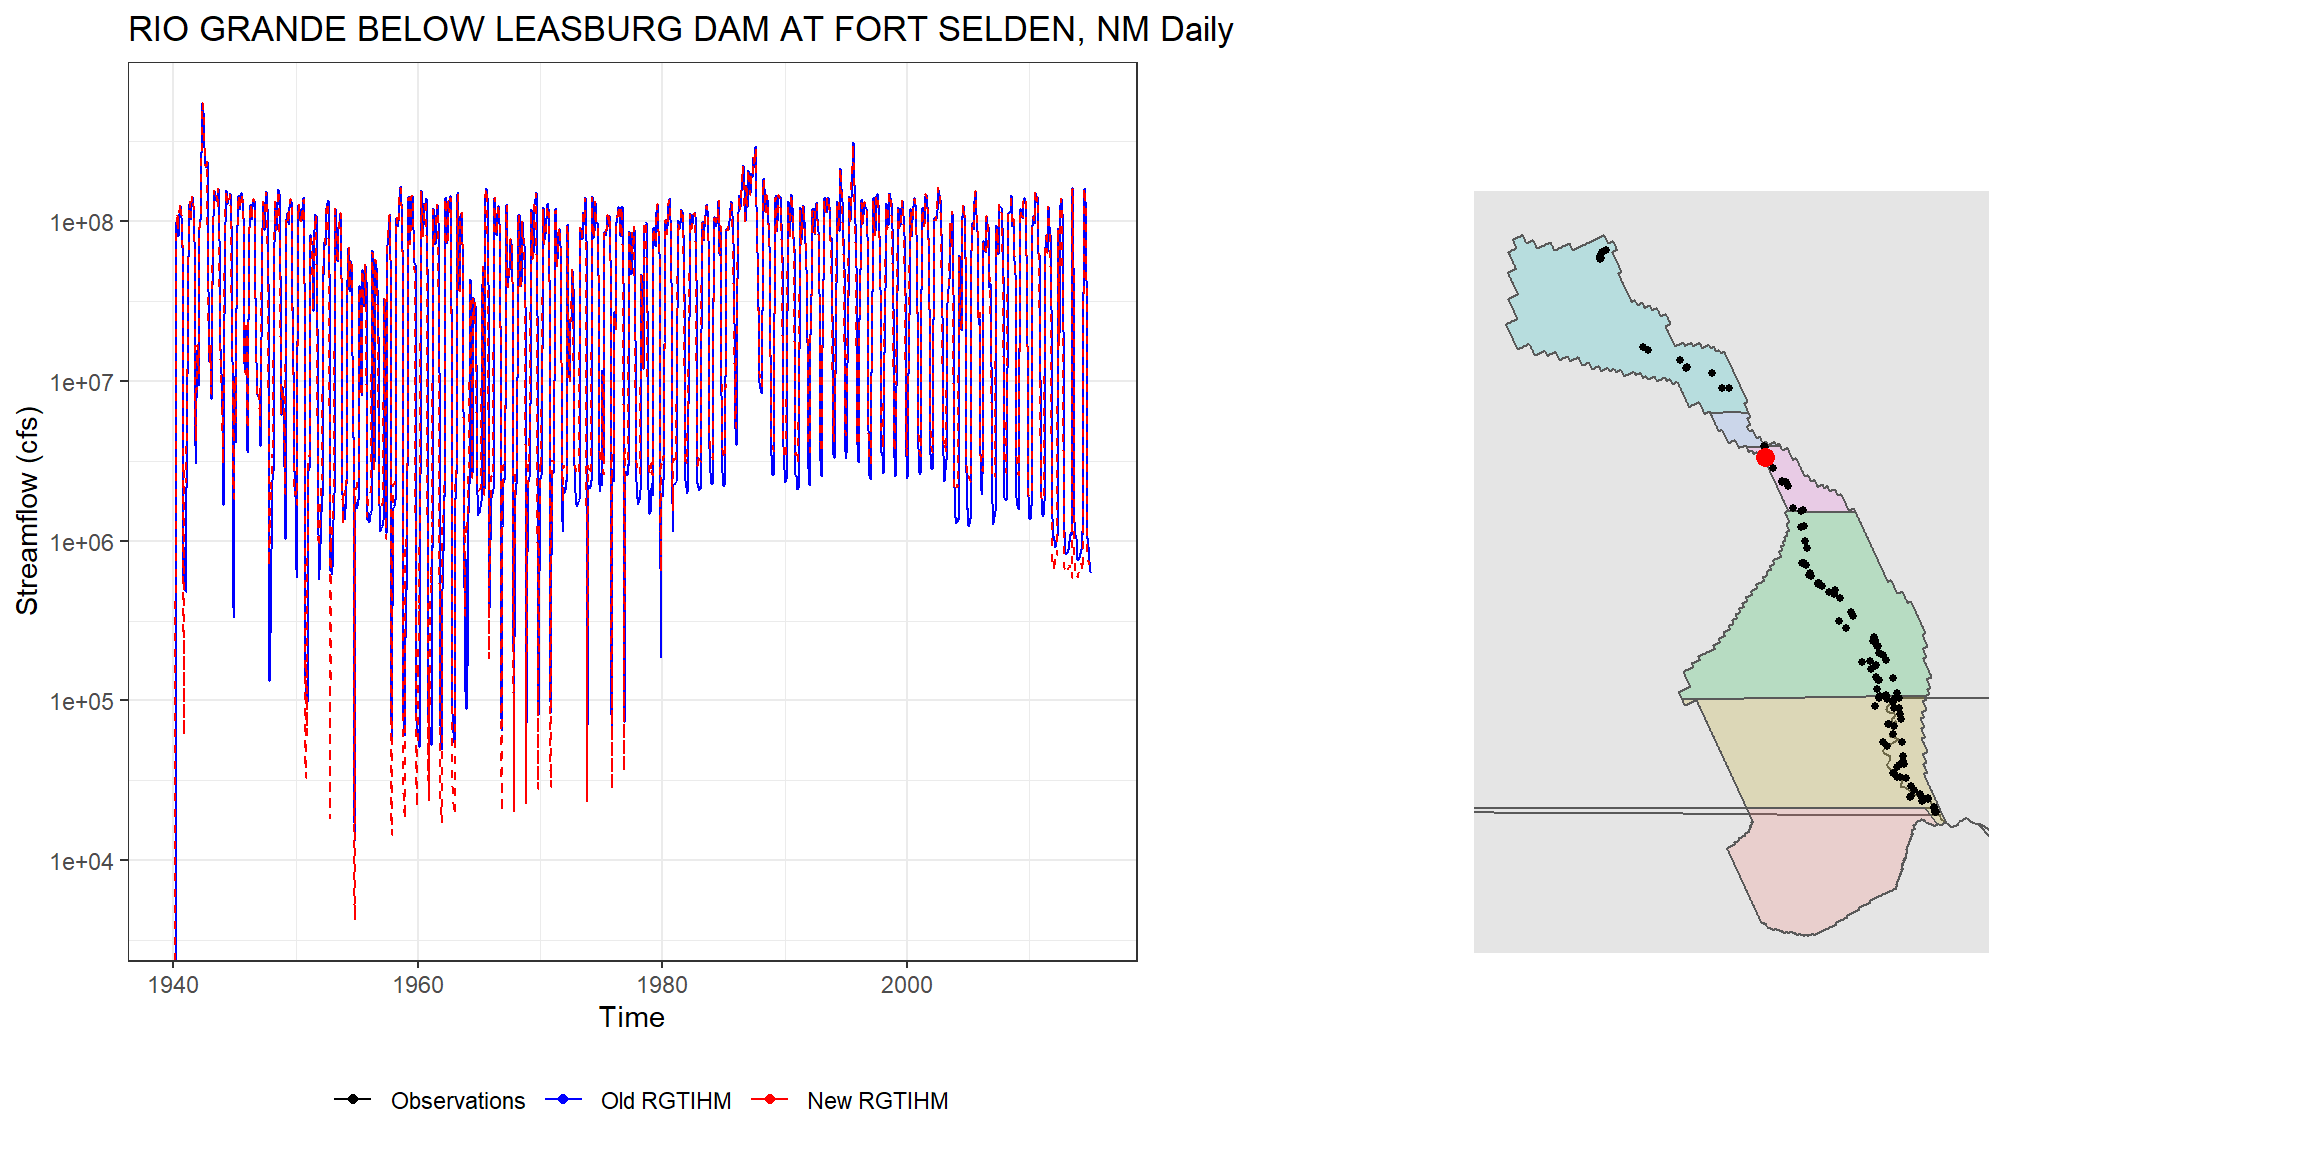 RIO GRANDE BELOW LEASBURG DAM AT FORT SELDEN, NM Daily
Streamflow (cfs)
1e+08
1e+07
1e+06
1e+05
1e+04
1940 1960 1980 2000
Time
Observations Old RGTIHM New RGTIHM